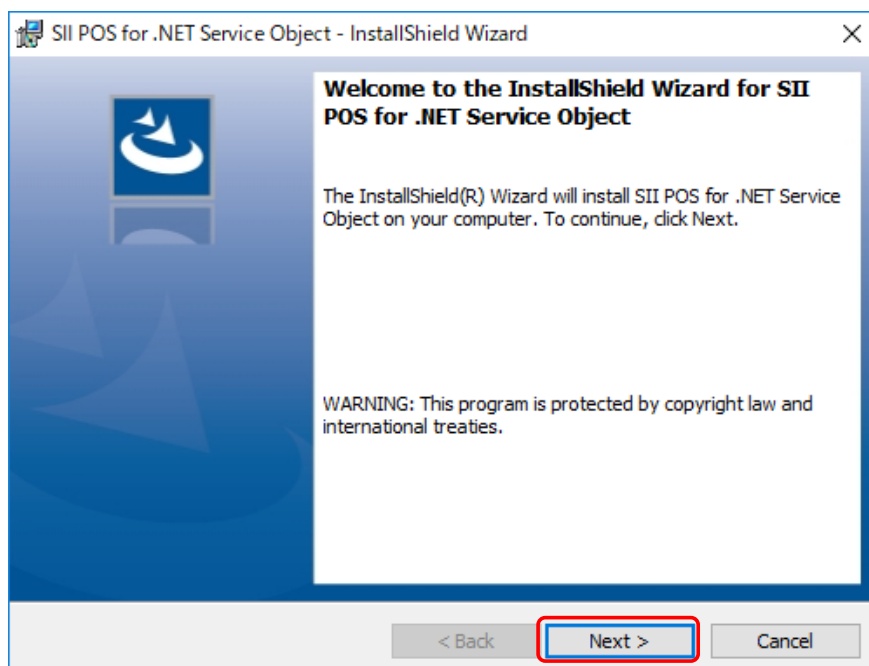 SII POS for .NET Service Object - InstallShield Wizard
Welcome to the InstallShield Wizard for SII
POS for .NET Service Object
The InstallShield(R) Wizard will install SII POS for .NET Service
Object on your computer. To continue, click Next.
WARNING: This program is protected by copyright law and
international treaties.
< Back
Next >
Cancel